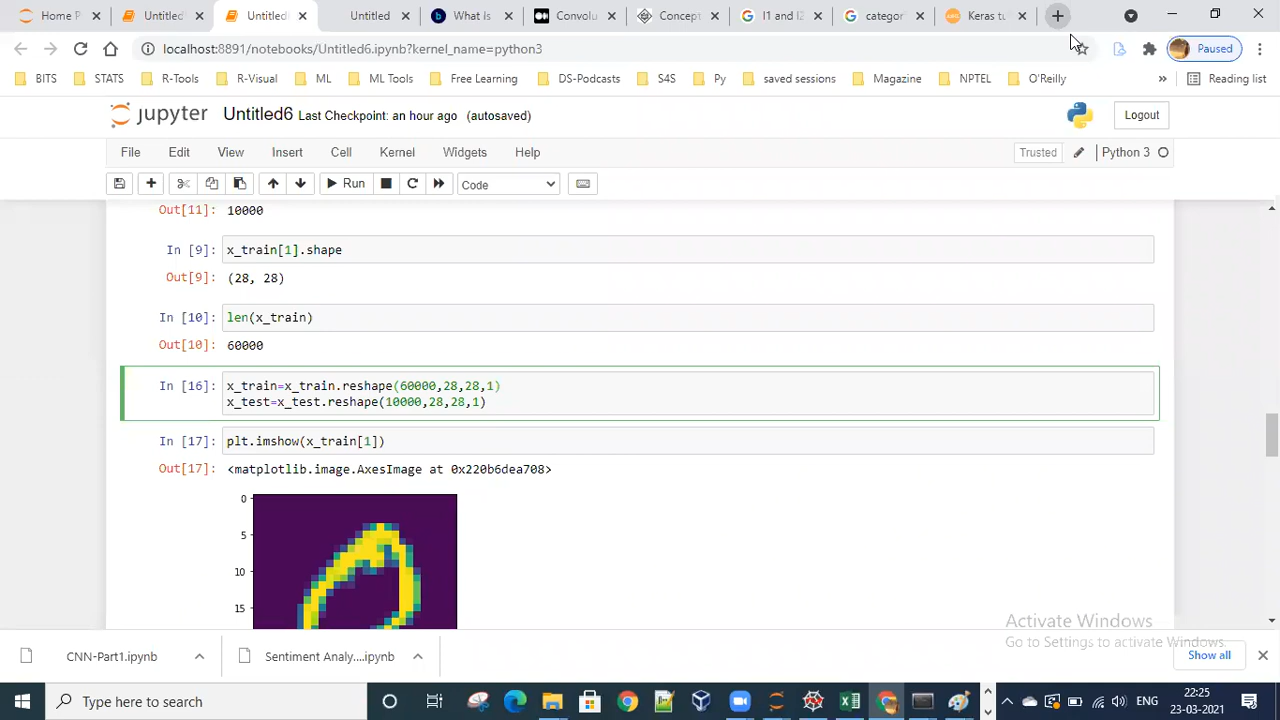 Home P
Untitled
Untitled
Untitled
What is
Convolu
Concept
l1 and l2
categor
Keras tu
localhost:8891/notebooks/Untitled6.ipynb?kernel_name=python3
Paused
BITS
STATS
R-Tools
R-Visual
ML
ML Tools
Free Learning
DS-Podcasts
S4S
Py
saved sessions
Magazine
NPTEL
O'Reilly
»
Reading list
jupyter Untitled6 Last Checkpoint: an hour ago (autosaved)
Logout
File Edit View Insert Cell Kernel Widgets Help
Trusted
Python 3
Run
Code
Out[11]: 10000
In [9]: x_train[1].shape
Out[9]: (28, 28)
In [10]: len(x_train)
Out[10]: 60000
In [16]: x_train=x_train.reshape(60000,28,28,1)
x_test=x_test.reshape(10000,28,28,1)
In [17]: plt.imshow(x_train[1])
Out[17]: <matplotlib.image.AxesImage at 0x220b6dea708>
0
5
10
15
Activate Windows
Go to Settings to activate Windows.
CNN-Part1.ipynb
Sentiment Analy....ipynb
Show all
Type here to search
ENG
22:25
23-03-2021